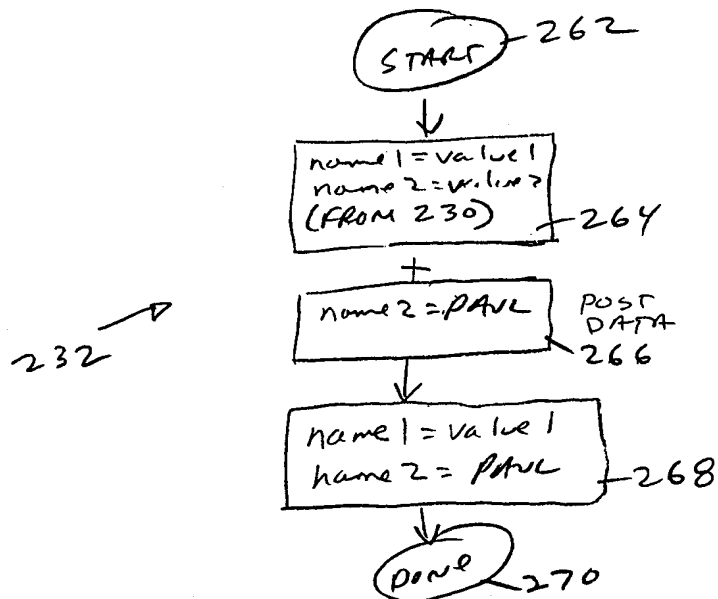 START 262
name1=value1
name2=value2
(FROM 230) 264
+
name2=PAUL
POST
DATA
266
232
name1=value1
name2=PAUL
268
DONE 270